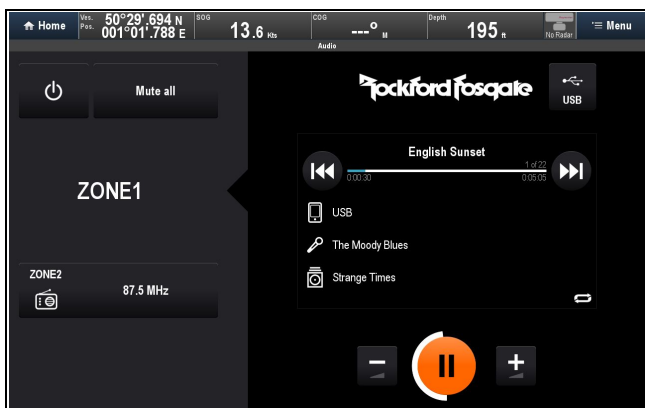 Home
Ves. Pos. 50°29'.694 N
001°01'.788 E
SOG 13.6 Kts
COG ---° M
Depth 195 ft
No Radar
Menu
Audio
Mute all
Rockford Fosgate
USB
English Sunset
1 of 22
0:00:30
0:05:05
ZONE1
USB
The Moody Blues
Strange Times
ZONE2
87.5 MHz